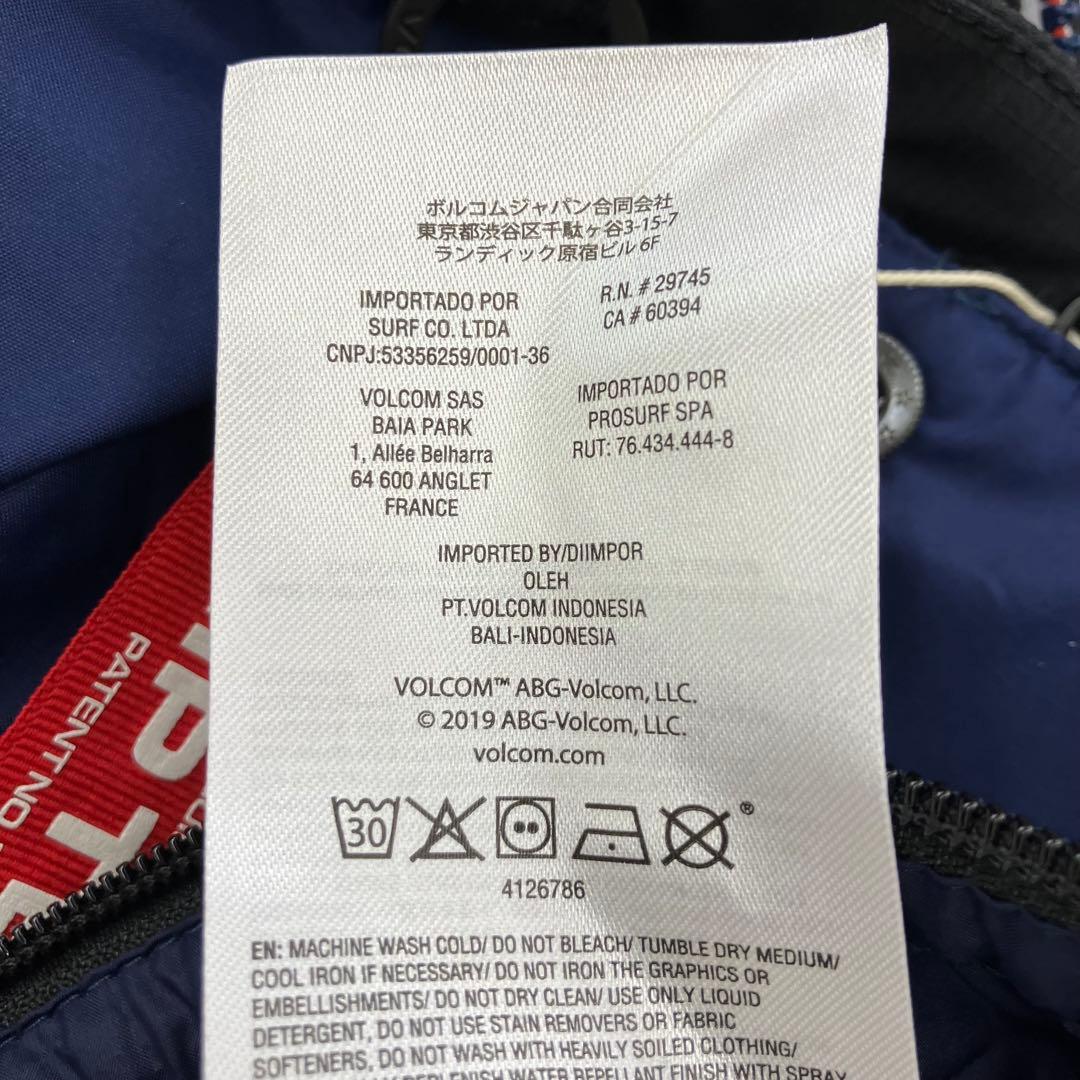 ボルコムジャパン合同会社
東京都渋谷区千駄ヶ谷3-15-7
ランディック原宿ビル 6F
IMPORTADO POR
SURF CO. LTDA
CNPJ:53356259/0001-36
R.N. # 29745
CA # 60394
VOLCOM SAS
BAIA PARK
1, Allée Belharra
64 600 ANGLET
FRANCE
IMPORTADO POR
PROSURF SPA
RUT: 76.434.444-8
IMPORTED BY/DIIMPOR
OLEH
PT.VOLCOM INDONESIA
BALI-INDONESIA
VOLCOM™ ABG-Volcom, LLC.
© 2019 ABG-Volcom, LLC.
volcom.com
30
®
4126786
EN: MACHINE WASH COLD/ DO NOT BLEACH/ TUMBLE DRY MEDIUM/
COOL IRON IF NECESSARY/ DO NOT IRON THE GRAPHICS OR
EMBELLISHMENTS/ DO NOT DRY CLEAN/ USE ONLY LIQUID
DETERGENT, DO NOT USE STAIN REMOVERS OR FABRIC
SOFTENERS, DO NOT WASH WITH HEAVILY SOILED CLOTHING/
REPLENISH WATER REPELLANT FINISH WITH SPRAY
PATENT NO